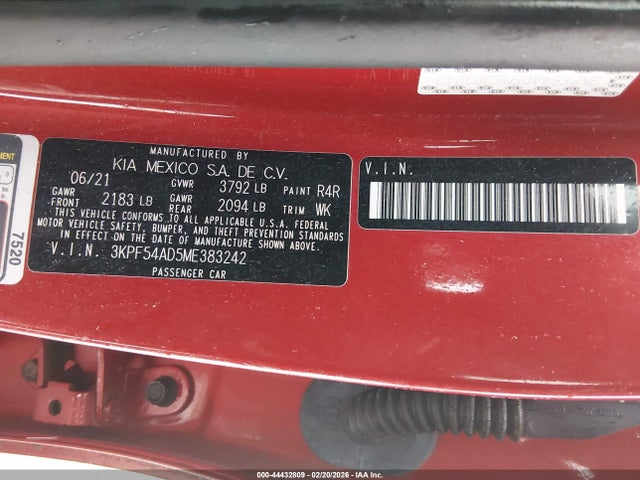 MANUFACTURED BY
KIA MEXICO S.A. DE C.V.
06/21 GVWR 3792 LB PAINT R4R
GAWR FRONT 2183 LB GAWR REAR 2094 LB TRIM WK
THIS VEHICLE CONFORMS TO ALL APPLICABLE U.S.A. FEDERAL
MOTOR VEHICLE SAFETY, BUMPER, AND THEFT PREVENTION STANDARDS
IN EFFECT ON THE DATE OF MANUFACTURE SHOWN ABOVE.
V.I.N. 3KPF54AD5ME383242
PASSENGER CAR
V.I.N.
7520
000-44432809 - 02/20/2026 - IAA Inc.